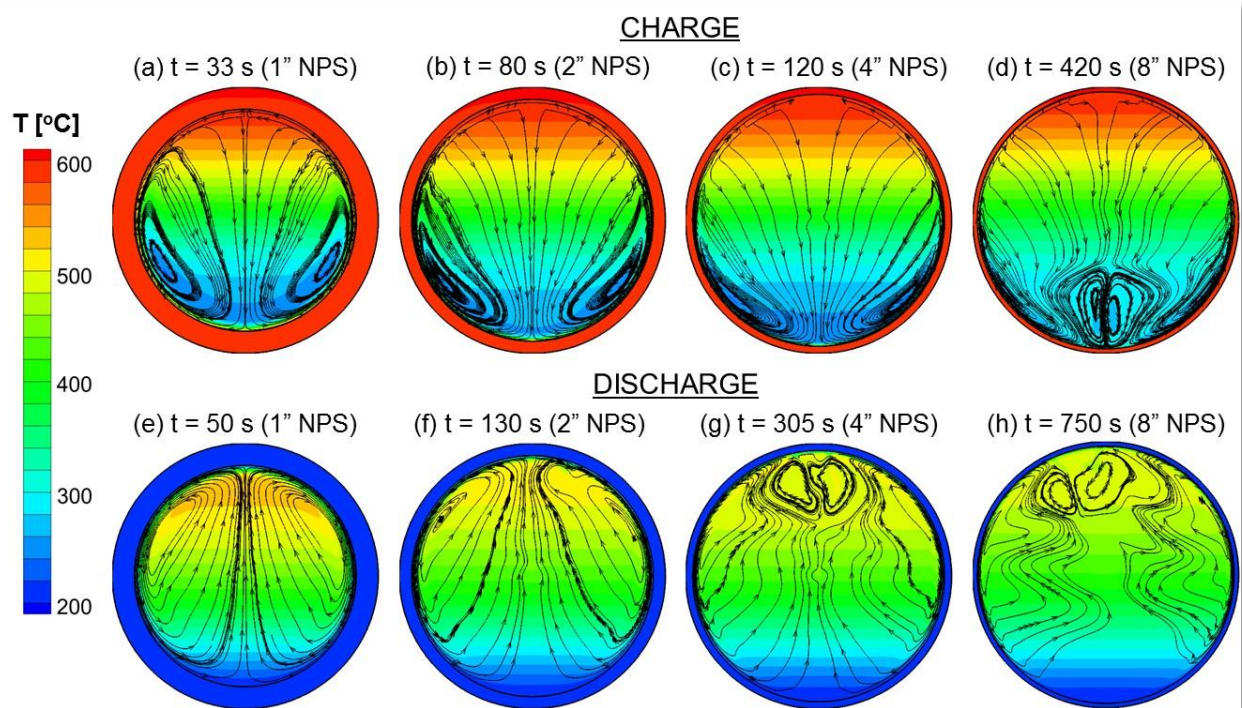 CHARGE
(a) t = 33 s (1” NPS) (b) t = 80 s (2” NPS) (c) t = 120 s (4” NPS) (d) t = 420 s (8” NPS)
T [°C]
600
500
400
300
200
DISCHARGE
(e) t = 50 s (1” NPS) (f) t = 130 s (2” NPS) (g) t = 305 s (4” NPS) (h) t = 750 s (8” NPS)